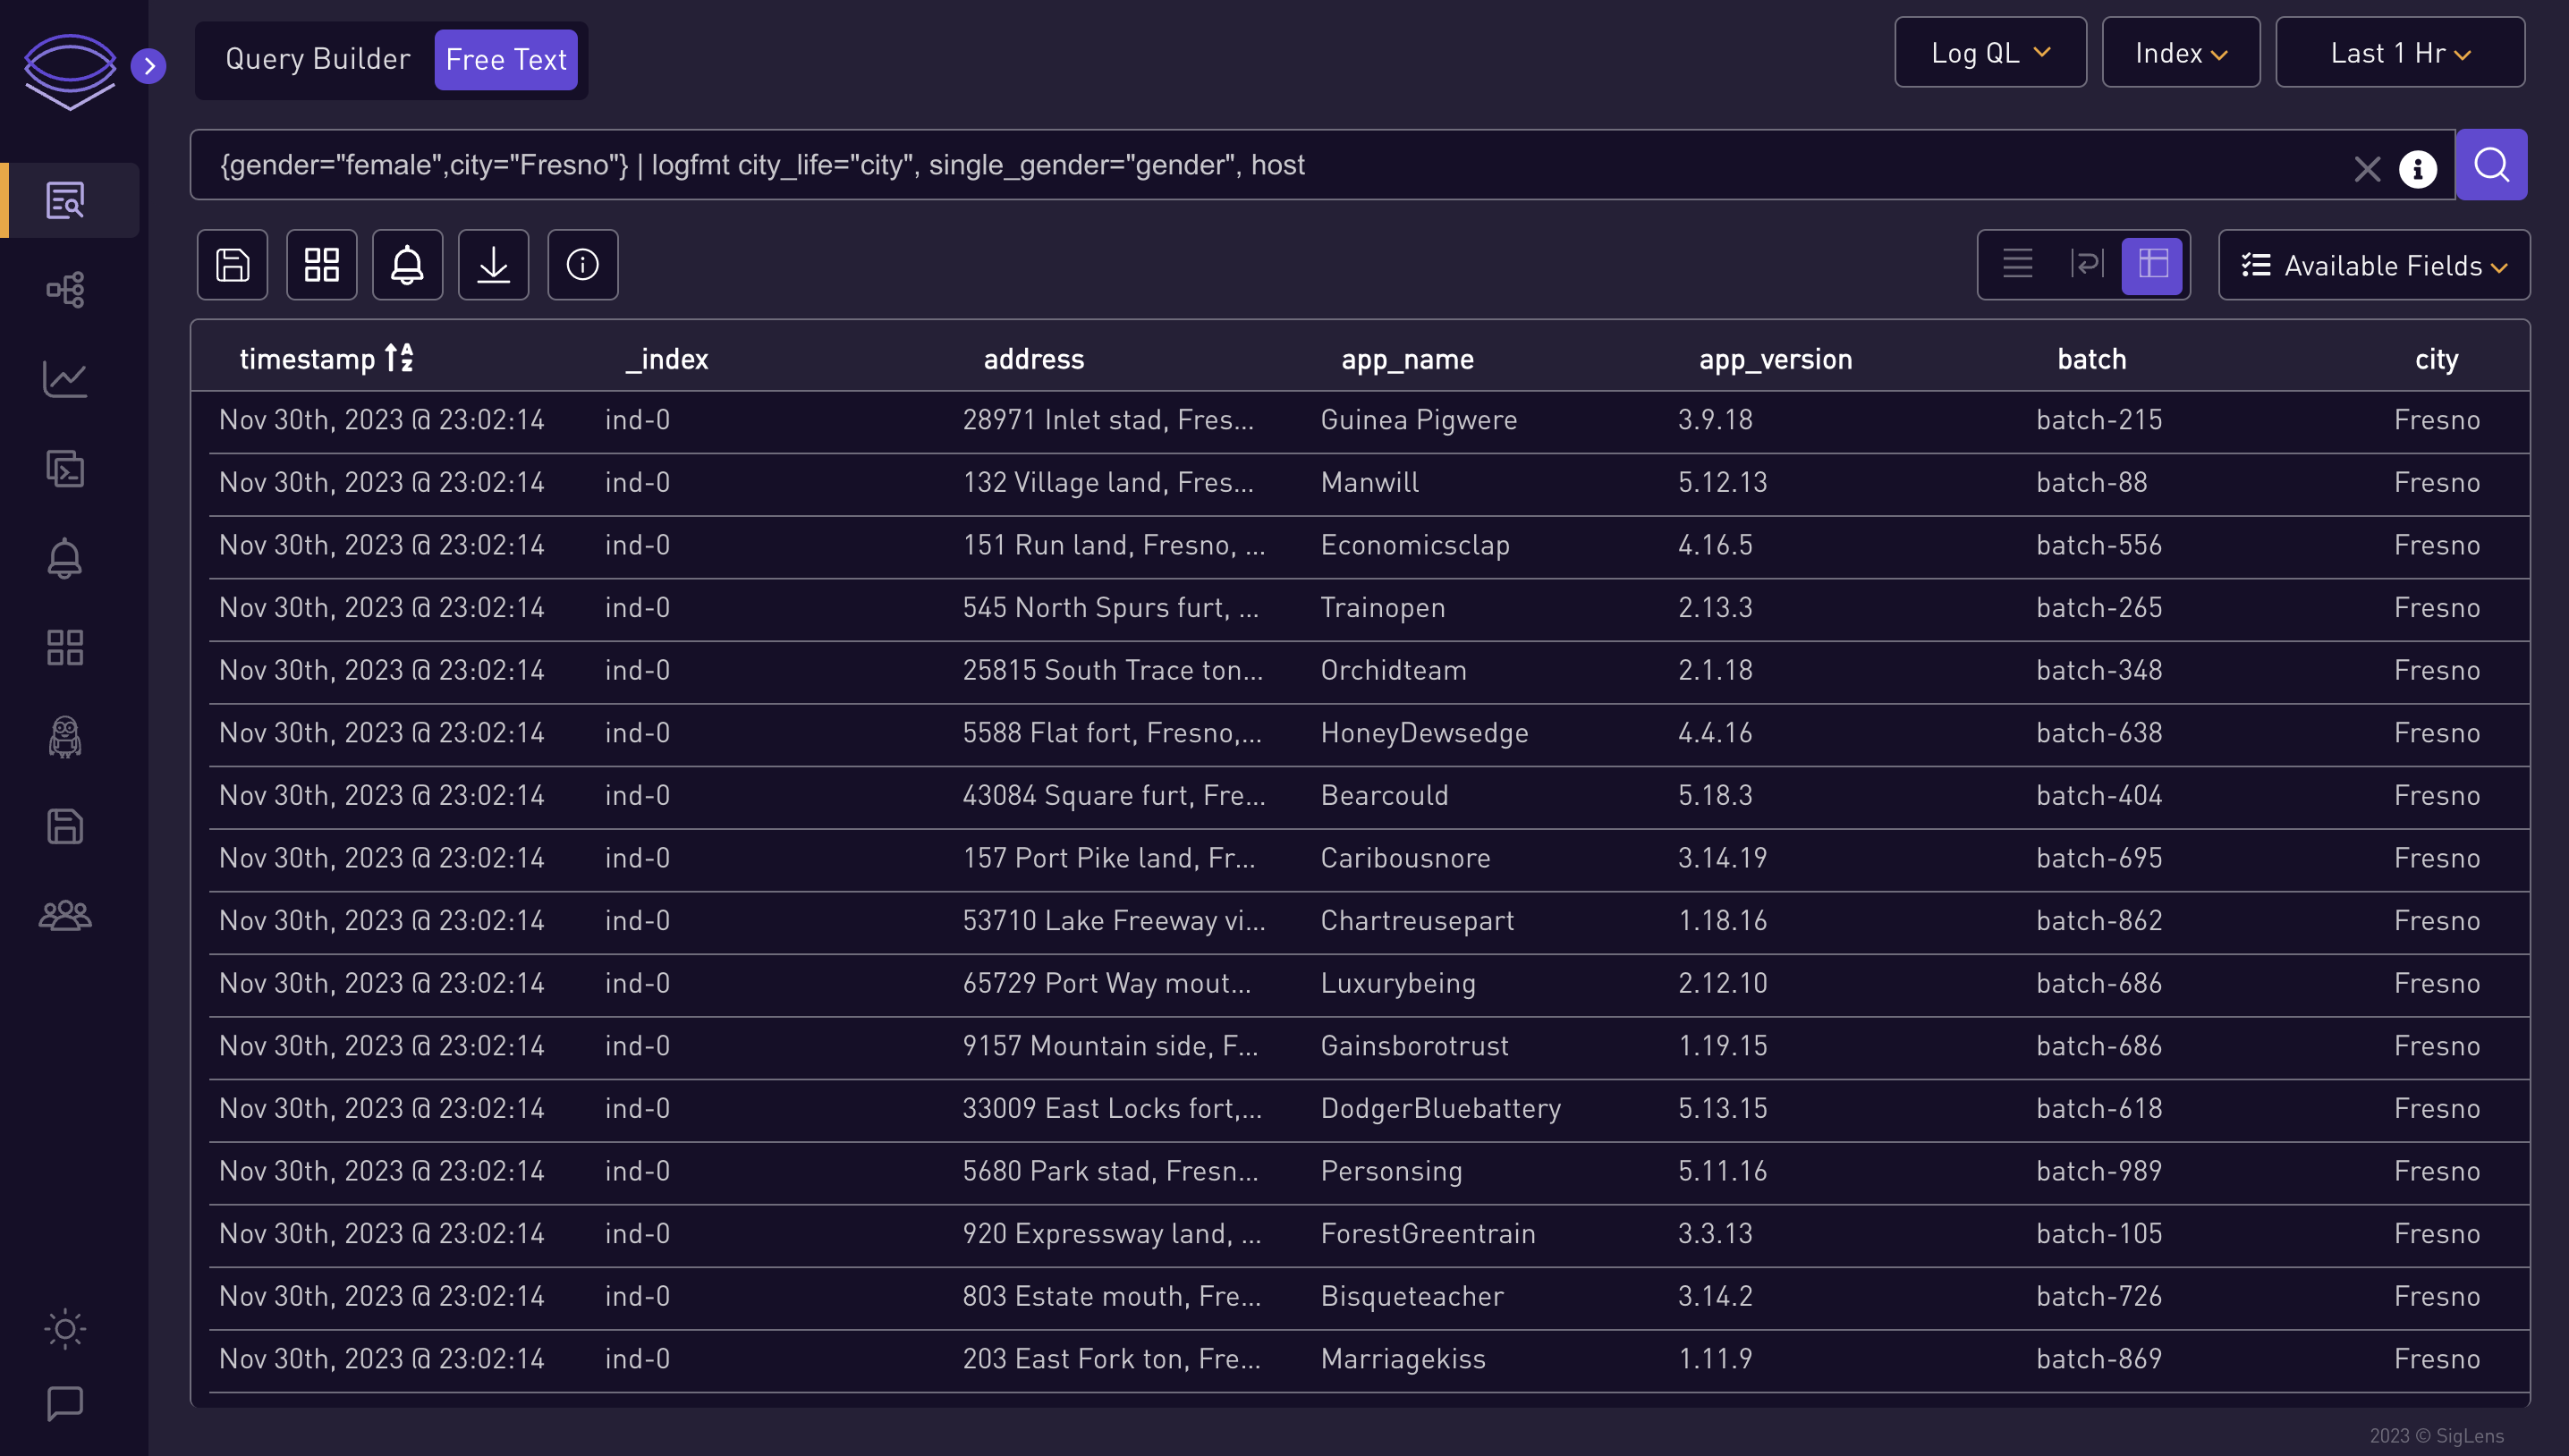 Query Builder Free Text Log QL Index Last 1 Hr
{gender="female",city="Fresno"} | logfmt city_life="city", single_gender="gender", host
Available Fields
timestamp _index address app_name app_version batch city
Nov 30th, 2023 @ 23:02:14 ind-0 28971 Inlet stad, Fres... Guinea Pigwere 3.9.18 batch-215 Fresno
Nov 30th, 2023 @ 23:02:14 ind-0 132 Village land, Fres... Manwill 5.12.13 batch-88 Fresno
Nov 30th, 2023 @ 23:02:14 ind-0 151 Run land, Fresno, ... Economicsclap 4.16.5 batch-556 Fresno
Nov 30th, 2023 @ 23:02:14 ind-0 545 North Spurs furt, ... Trainopen 2.13.3 batch-265 Fresno
Nov 30th, 2023 @ 23:02:14 ind-0 25815 South Trace ton... Orchidteam 2.1.18 batch-348 Fresno
Nov 30th, 2023 @ 23:02:14 ind-0 5588 Flat fort, Fresno,... HoneyDewsedge 4.4.16 batch-638 Fresno
Nov 30th, 2023 @ 23:02:14 ind-0 43084 Square furt, Fre... Bearcould 5.18.3 batch-404 Fresno
Nov 30th, 2023 @ 23:02:14 ind-0 157 Port Pike land, Fr... Caribousnore 3.14.19 batch-695 Fresno
Nov 30th, 2023 @ 23:02:14 ind-0 53710 Lake Freeway vi... Chartreusepart 1.18.16 batch-862 Fresno
Nov 30th, 2023 @ 23:02:14 ind-0 65729 Port Way mout... Luxurybeing 2.12.10 batch-686 Fresno
Nov 30th, 2023 @ 23:02:14 ind-0 9157 Mountain side, F... Gainsborotrust 1.19.15 batch-686 Fresno
Nov 30th, 2023 @ 23:02:14 ind-0 33009 East Locks fort,... DodgerBluebattery 5.13.15 batch-618 Fresno
Nov 30th, 2023 @ 23:02:14 ind-0 5680 Park stad, Fresn... Personsing 5.11.16 batch-989 Fresno
Nov 30th, 2023 @ 23:02:14 ind-0 920 Expressway land, ... ForestGreentrain 3.3.13 batch-105 Fresno
Nov 30th, 2023 @ 23:02:14 ind-0 803 Estate mouth, Fre... Bisqueteacher 3.14.2 batch-726 Fresno
Nov 30th, 2023 @ 23:02:14 ind-0 203 East Fork ton, Fre... Marriagekiss 1.11.9 batch-869 Fresno
2023 © SigLens